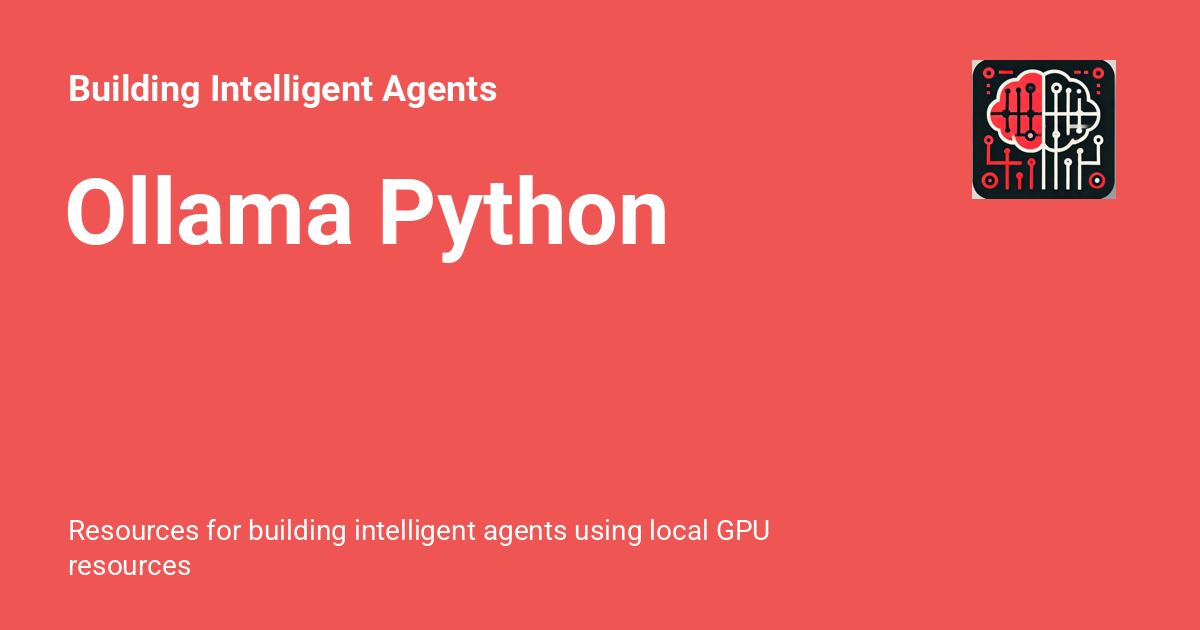 Building Intelligent Agents
Ollama Python
Resources for building intelligent agents using local GPU
resources